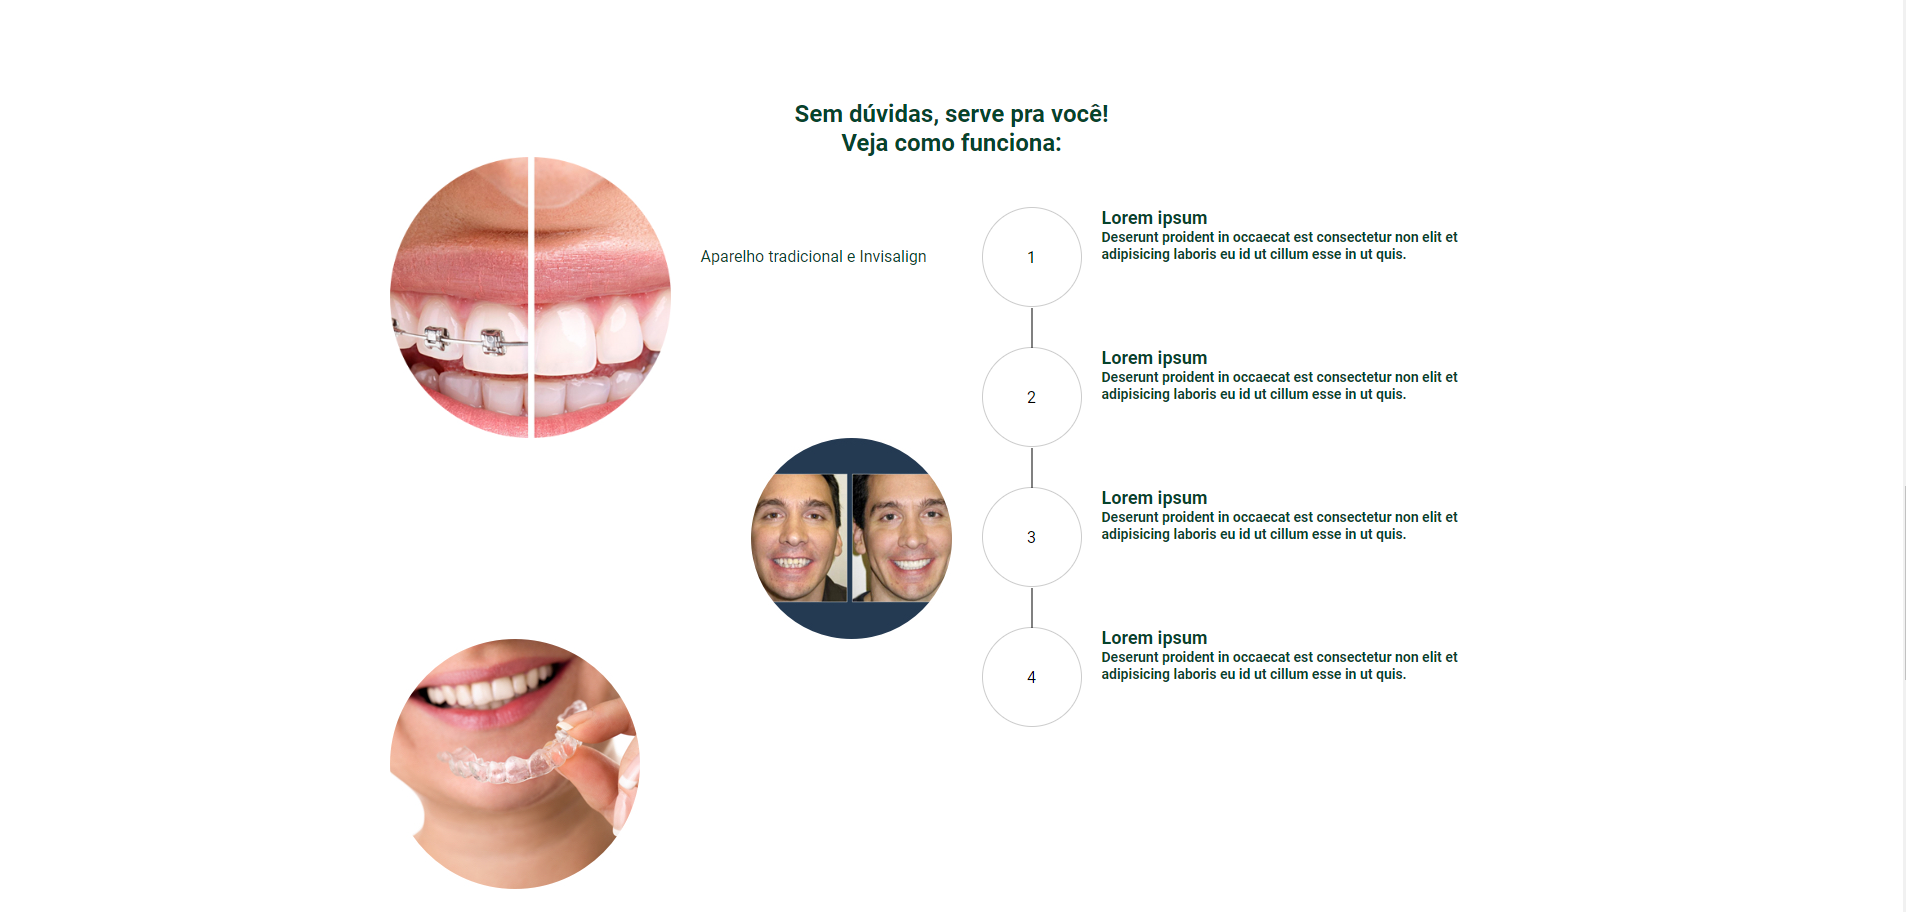 Sem dúvidas, serve pra você!
Veja como funciona:
Aparelho tradicional e Invisalign
1
Lorem ipsum
Deserunt proident in occaecat est consectetur non elit et
adipisicing laboris eu id ut cillum esse in ut quis.
2
Lorem ipsum
Deserunt proident in occaecat est consectetur non elit et
adipisicing laboris eu id ut cillum esse in ut quis.
3
Lorem ipsum
Deserunt proident in occaecat est consectetur non elit et
adipisicing laboris eu id ut cillum esse in ut quis.
4
Lorem ipsum
Deserunt proident in occaecat est consectetur non elit et
adipisicing laboris eu id ut cillum esse in ut quis.